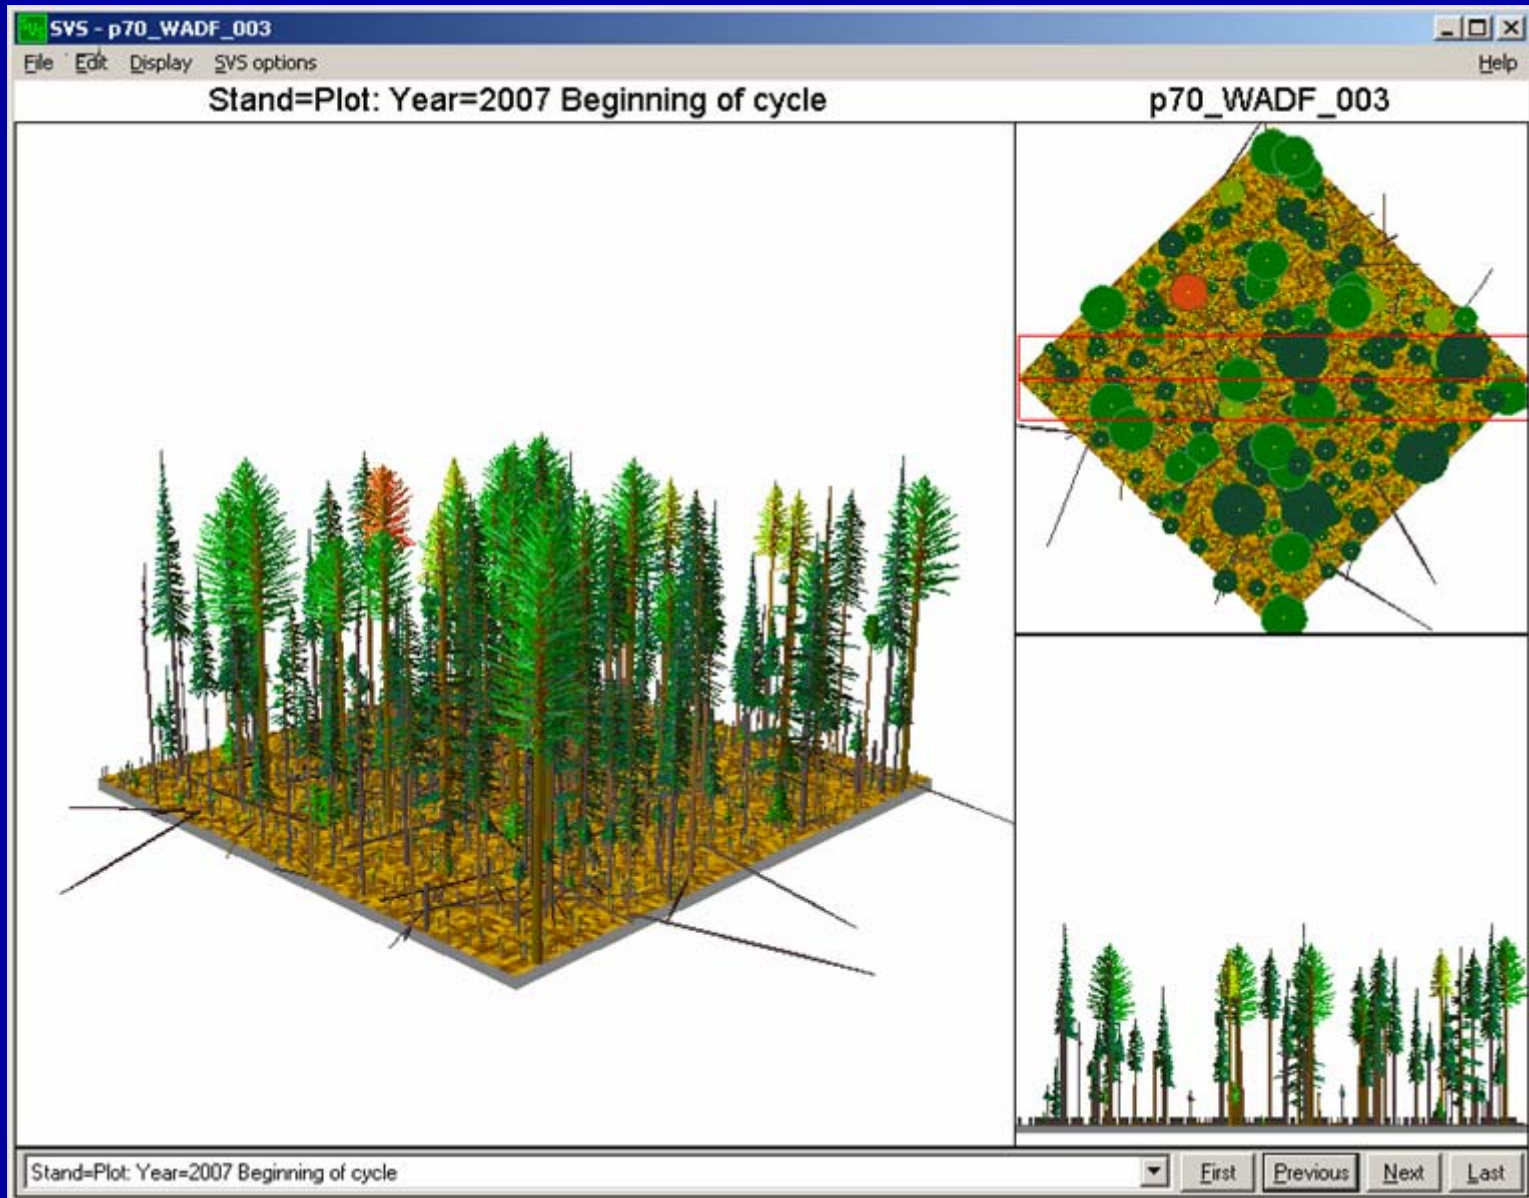 SVS - p70_WADF_003
File Edit Display SVS options Help
Stand=Plot: Year=2007 Beginning of cycle
p70_WADF_003
Stand=Plot: Year=2007 Beginning of cycle
First Previous Next Last